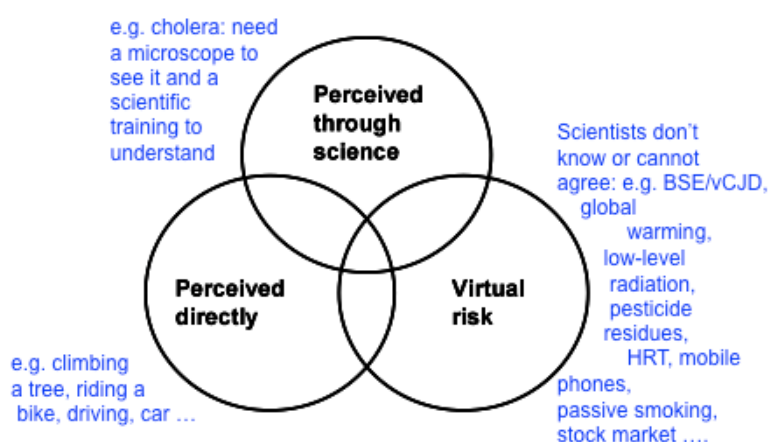 e.g. cholera: need
a microscope to
see it and a
scientific
training to
understand
Perceived
through
science
Scientists don't
know or cannot
agree: e.g. BSE/vCJD,
global
warming,
low-level
radiation,
pesticide
residues,
HRT, mobile
phones,
passive smoking,
stock market ....
Perceived
directly
Virtual
risk
e.g. climbing
a tree, riding a
bike, driving, car ...